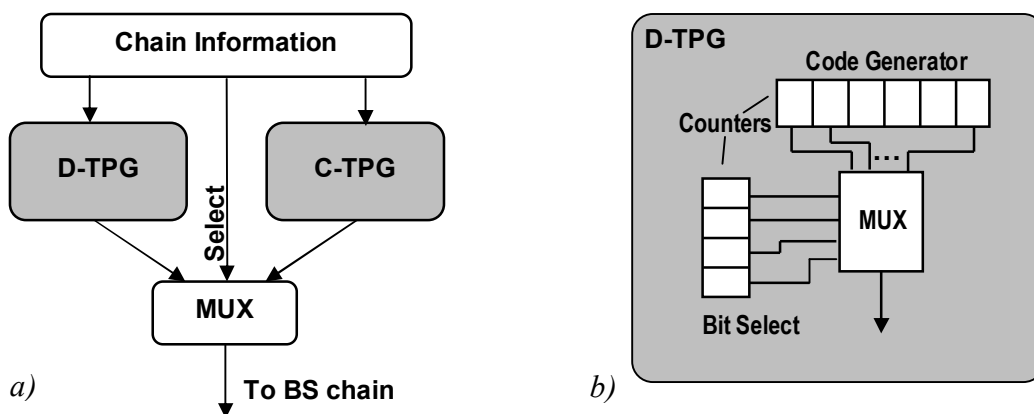 Chain Information
D-TPG
C-TPG
Select
MUX
To BS chain
a)
D-TPG
Code Generator
Counters
...
MUX
Bit Select
b)